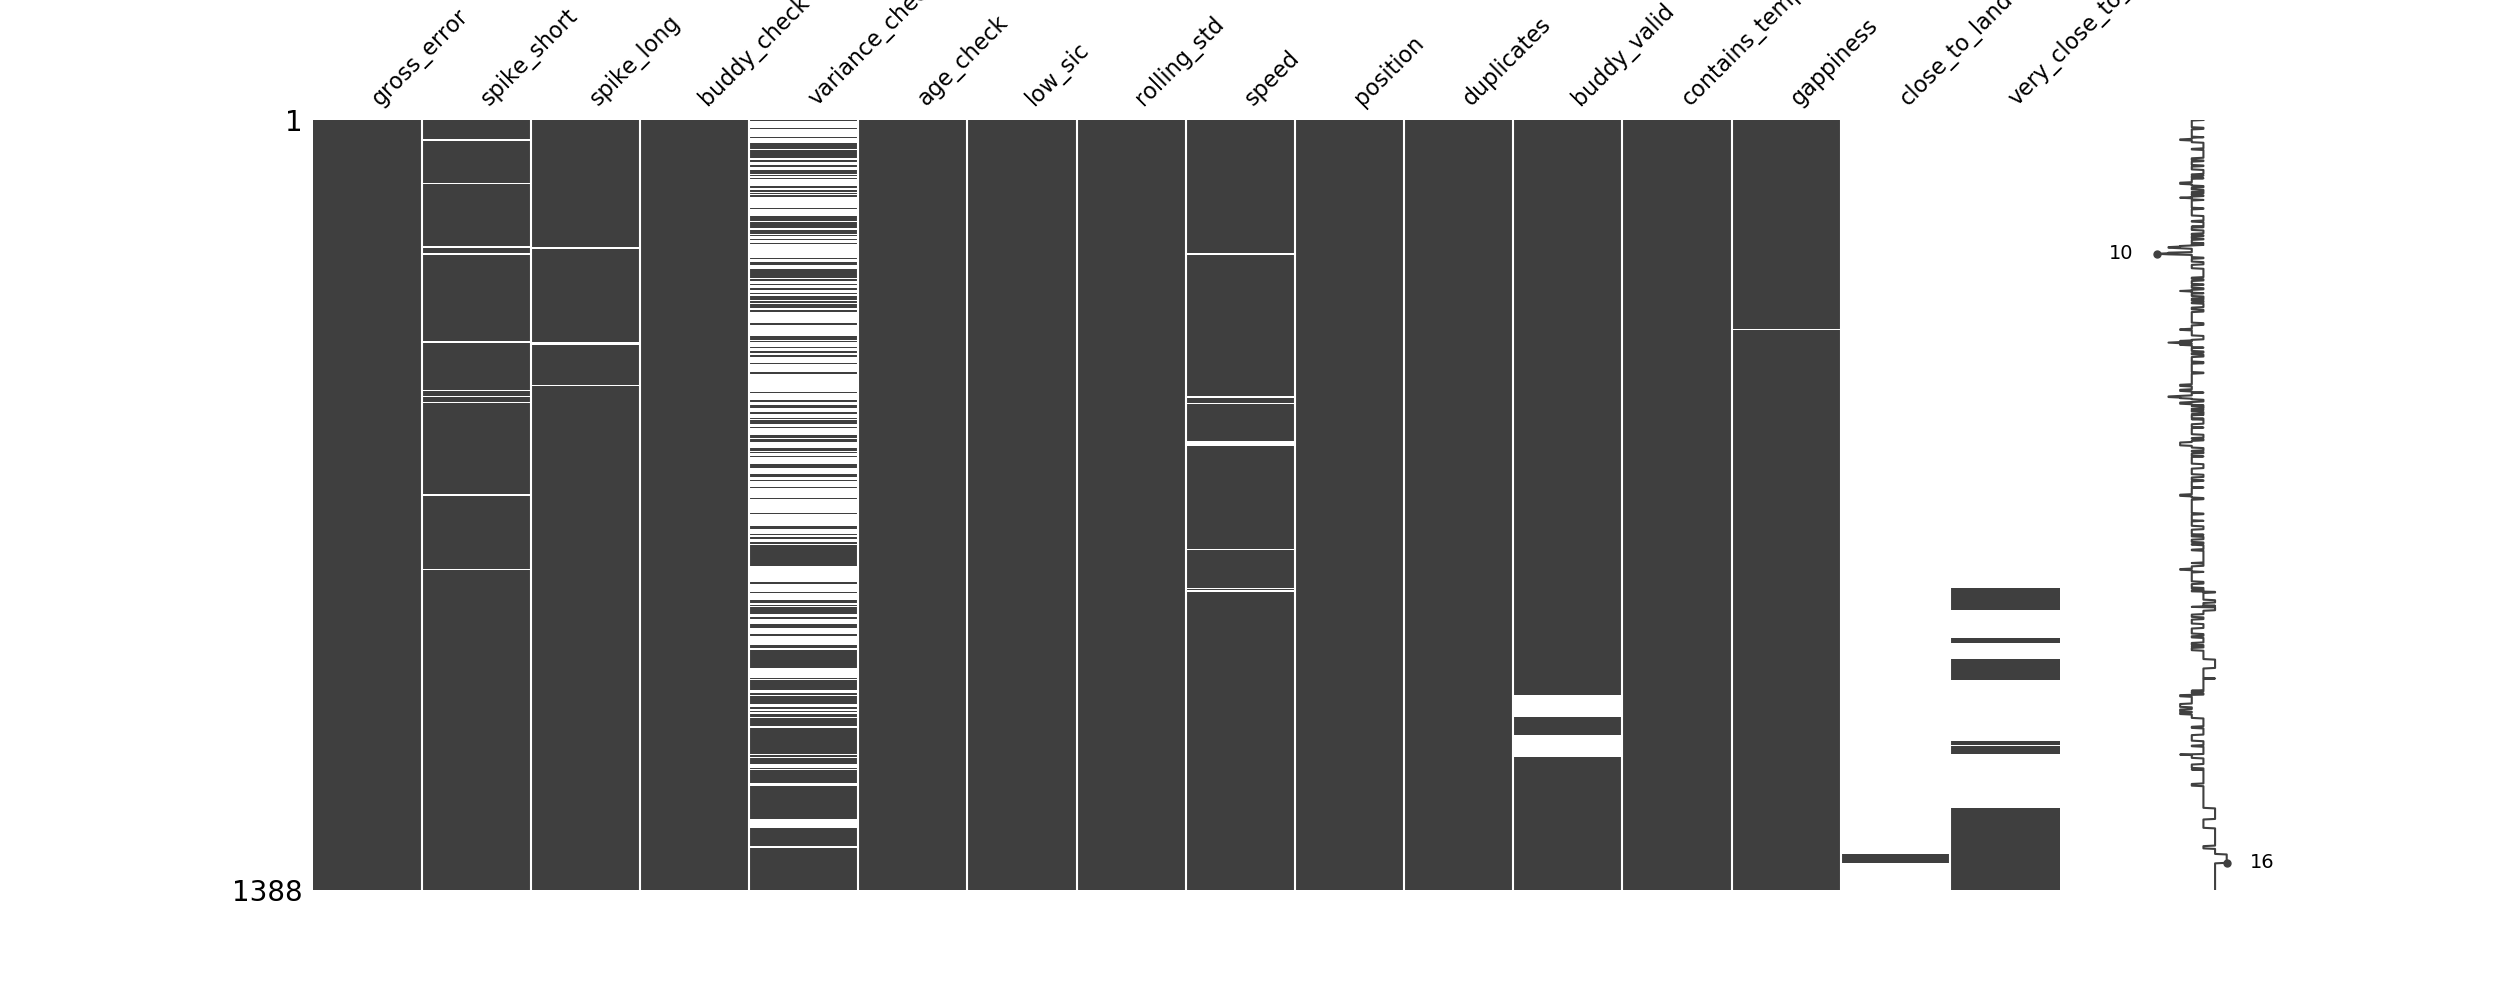 gross_error
spike_short
spike_long
buddy_check
age_check
low_sic
rolling_std
speed
position
duplicates
buddy_valid
gappiness
close_to_land
1
10
16
1388